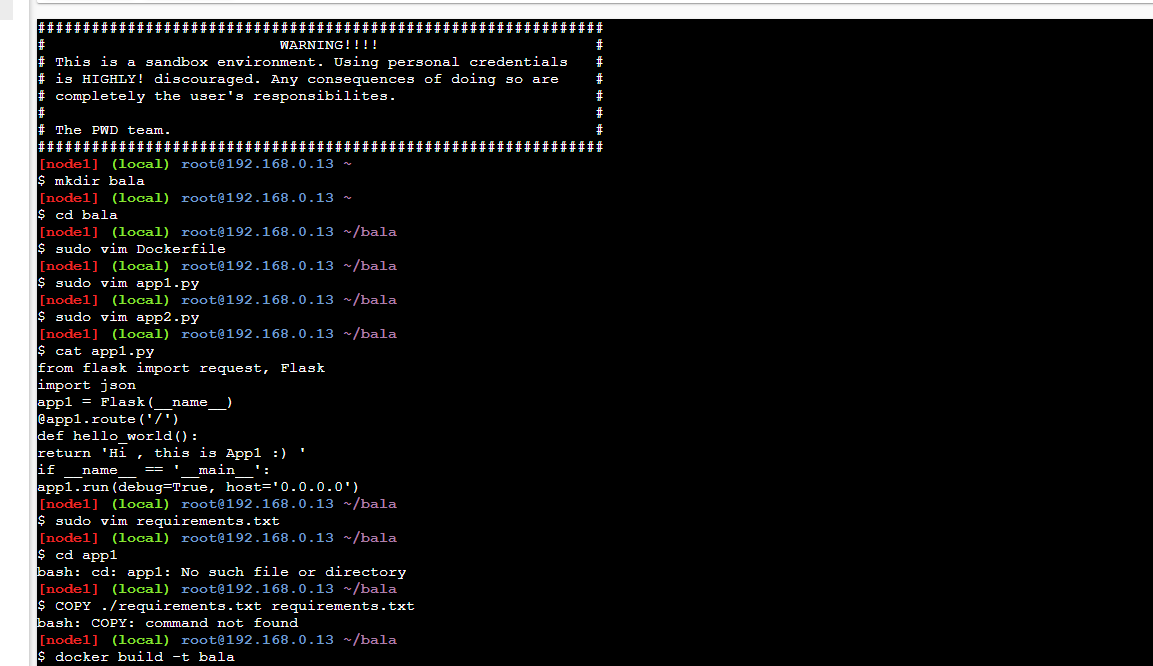 ###############################################################
# WARNING!!!! #
# This is a sandbox environment. Using personal credentials #
# is HIGHLY! discouraged. Any consequences of doing so are #
# completely the user's responsibilites. #
# #
# The PWD team. #
###############################################################
[node1] (local) root@192.168.0.13 ~
$ mkdir bala
[node1] (local) root@192.168.0.13 ~
$ cd bala
[node1] (local) root@192.168.0.13 ~/bala
$ sudo vim Dockerfile
[node1] (local) root@192.168.0.13 ~/bala
$ sudo vim app1.py
[node1] (local) root@192.168.0.13 ~/bala
$ sudo vim app2.py
[node1] (local) root@192.168.0.13 ~/bala
$ cat app1.py
from flask import request, Flask
import json
app1 = Flask(__name__)
@app1.route('/')
def hello_world():
return 'Hi , this is App1 :) '
if __name__ == '__main__':
app1.run(debug=True, host='0.0.0.0')
[node1] (local) root@192.168.0.13 ~/bala
$ sudo vim requirements.txt
[node1] (local) root@192.168.0.13 ~/bala
$ cd app1
bash: cd: app1: No such file or directory
[node1] (local) root@192.168.0.13 ~/bala
$ COPY ./requirements.txt requirements.txt
bash: COPY: command not found
[node1] (local) root@192.168.0.13 ~/bala
$ docker build -t bala